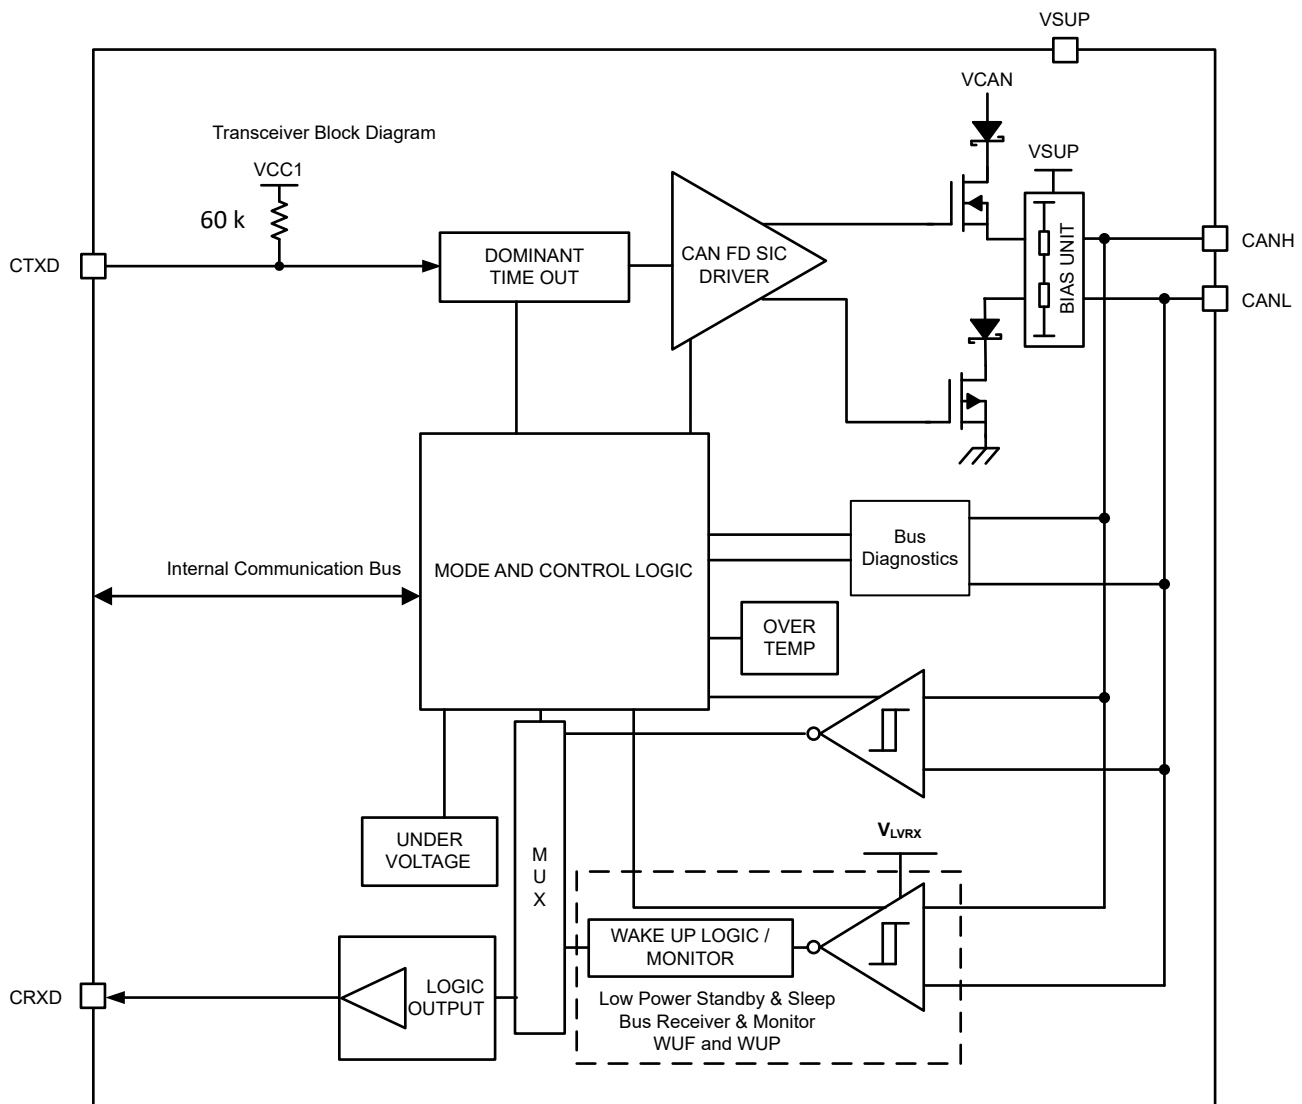 VSUP
VCAN
Transceiver Block Diagram
VCC1
VSUP
60 k
CTXD
DOMINANT
TIME OUT
CAN FD SIC
DRIVER
BIAS UNIT
CANH
CANL
Internal Communication Bus
MODE AND CONTROL LOGIC
Bus
Diagnostics
OVER
TEMP
UNDER
VOLTAGE
M
U
X
VLVRX
WAKE UP LOGIC /
MONITOR
Low Power Standby & Sleep
Bus Receiver & Monitor
WUF and WUP
CRXD
LOGIC
OUTPUT